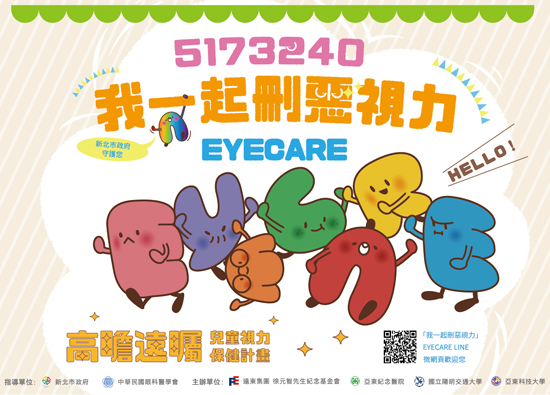 5173240
我一起刪惡視力
新北市政府
守護您
EYECARE
HELLO!
高瞻遠矚
兒童視力
保健計畫
「我一起刪惡視力」
EYECARE LINE
微網頁歡迎您
指導單位: 新北市政府 中華民國眼科醫學會 主辦單位: 遠東集團 徐元智先生紀念基金會 亞東紀念醫院 國立陽明交通大學 亞東科技大學